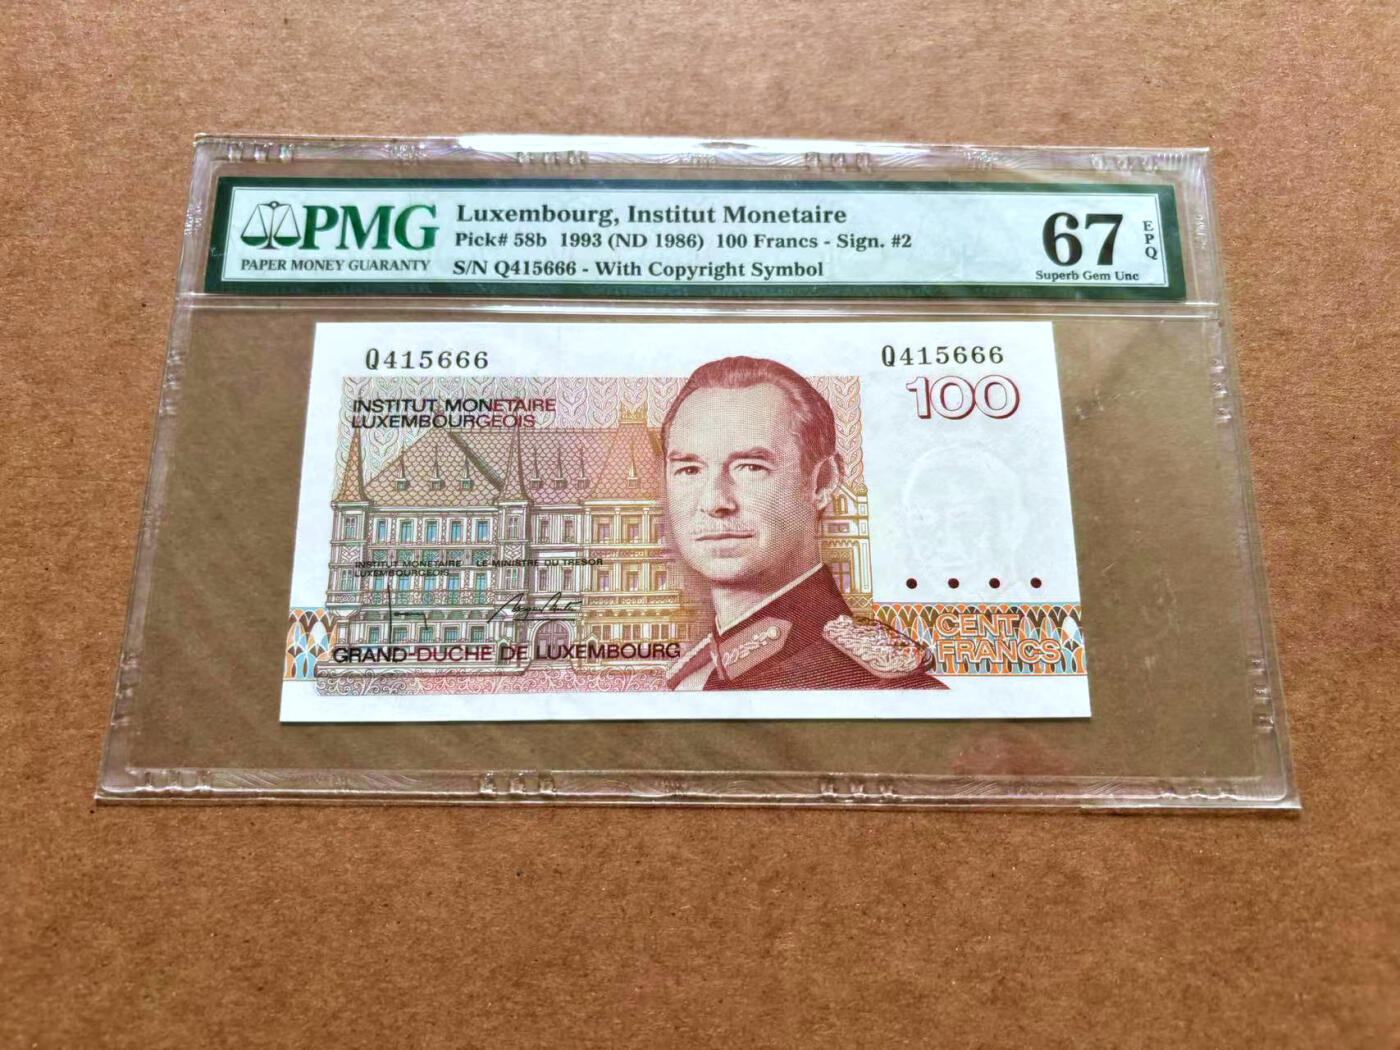 PMG
PAPER MONEY GUARANTY
Luxembourg, Institut Monetaire
Pick# 58b 1993 (ND 1986) 100 Francs - Sign. #2
S/N Q415666 - With Copyright Symbol
67
EPQ
Superb Gem Unc
Q415666
Q415666
100
INSTITUT MONETAIRE
LUXEMBOURGEOIS
INSTITUT MONETAIRE LE MINISTRE DU TRESOR
LUXEMBOURGEOIS
GRAND-DUCHE DE LUXEMBOURG
CENT
FRANCS